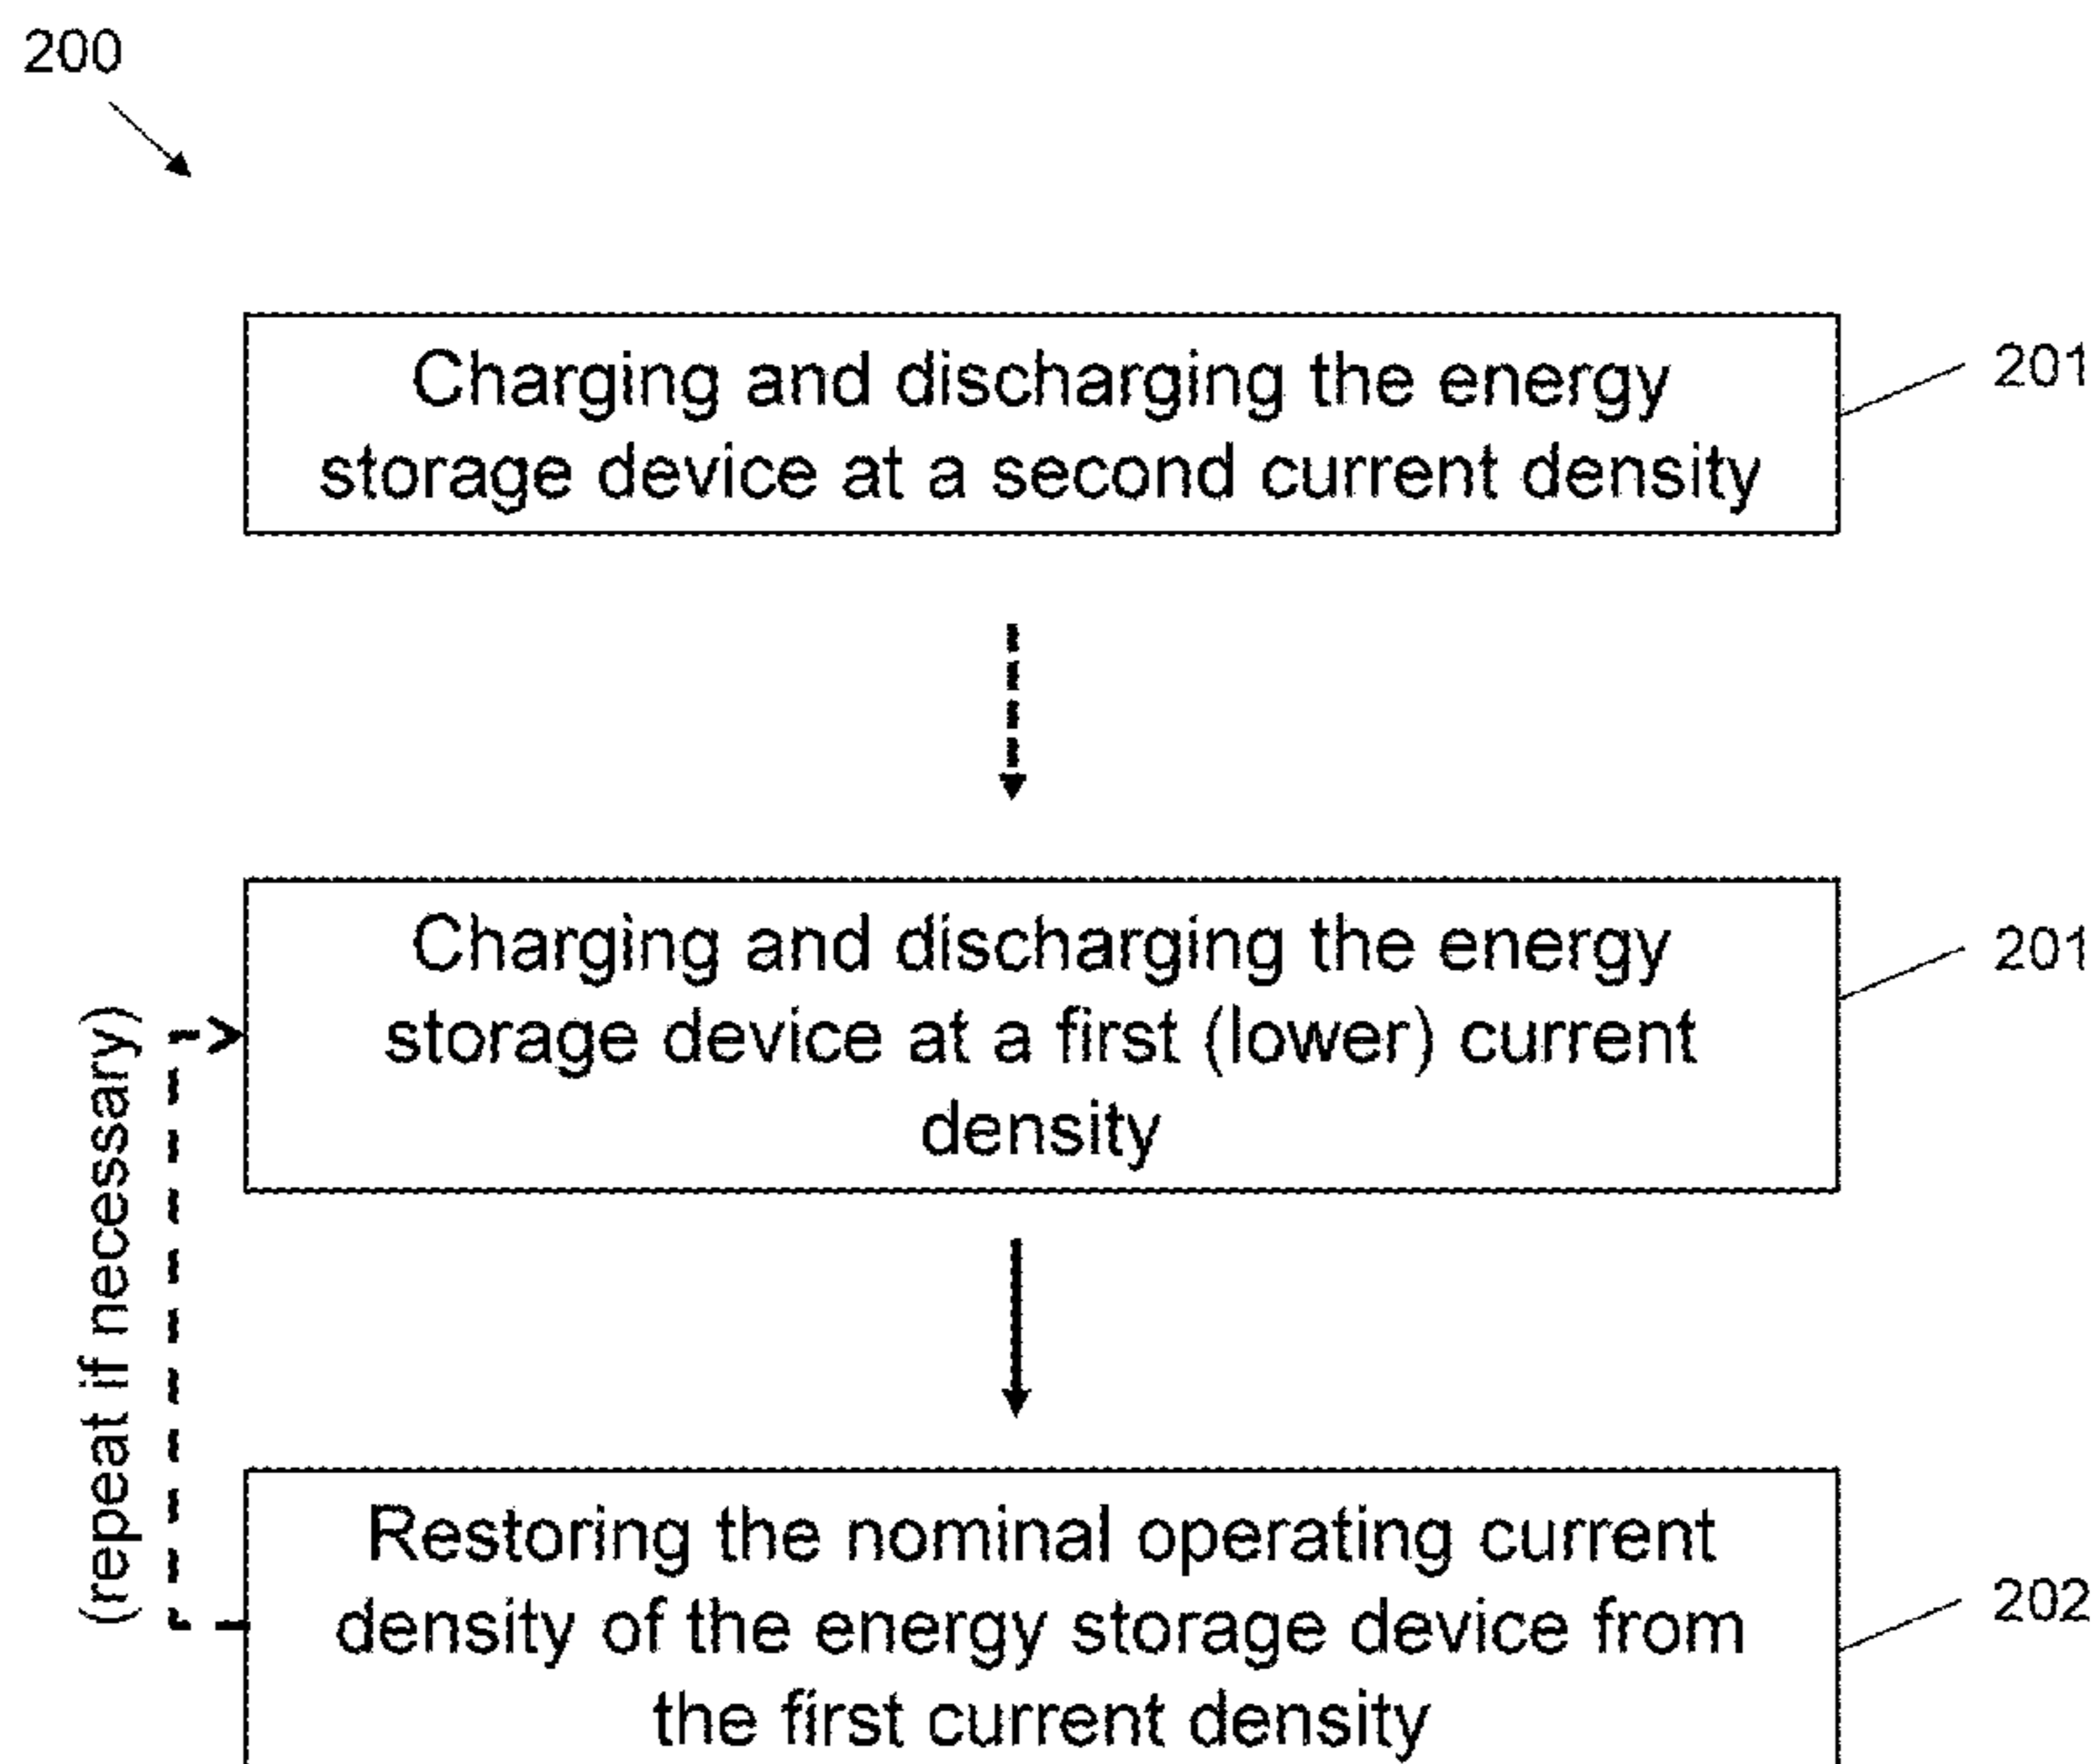 200
Charging and discharging the energy
storage device at a second current density
201
Charging and discharging the energy
storage device at a first (lower) current
density
201
(repeat if necessary)
Restoring the nominal operating current
density of the energy storage device from
the first current density
202